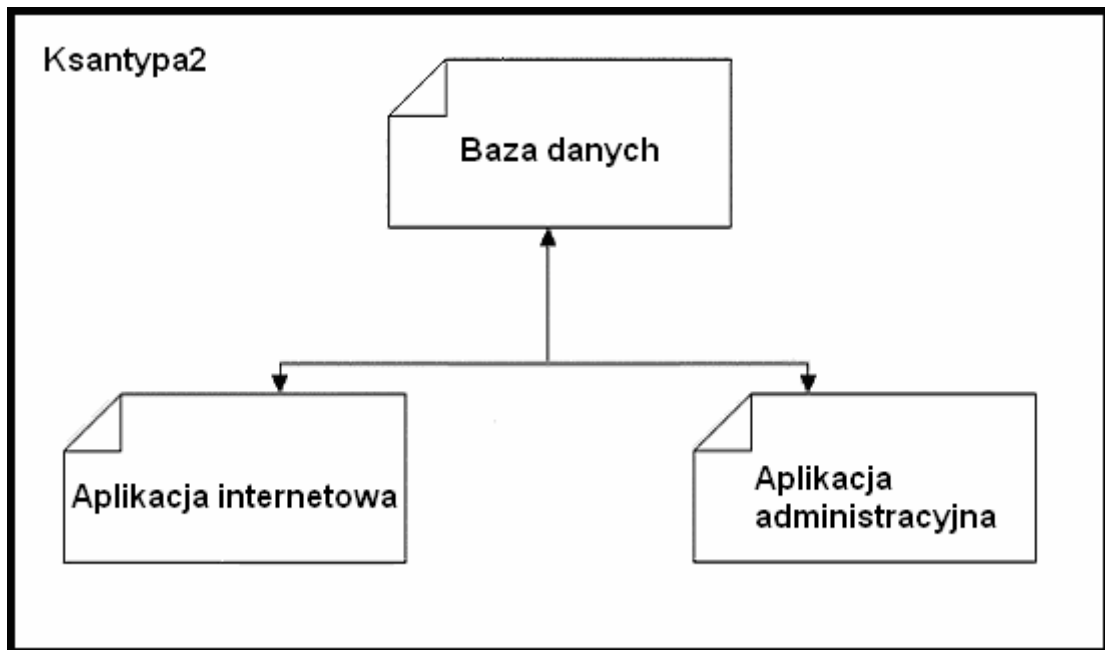 Ksantypa2
Baza danych
Aplikacja internetowa
Aplikacja
administracyjna